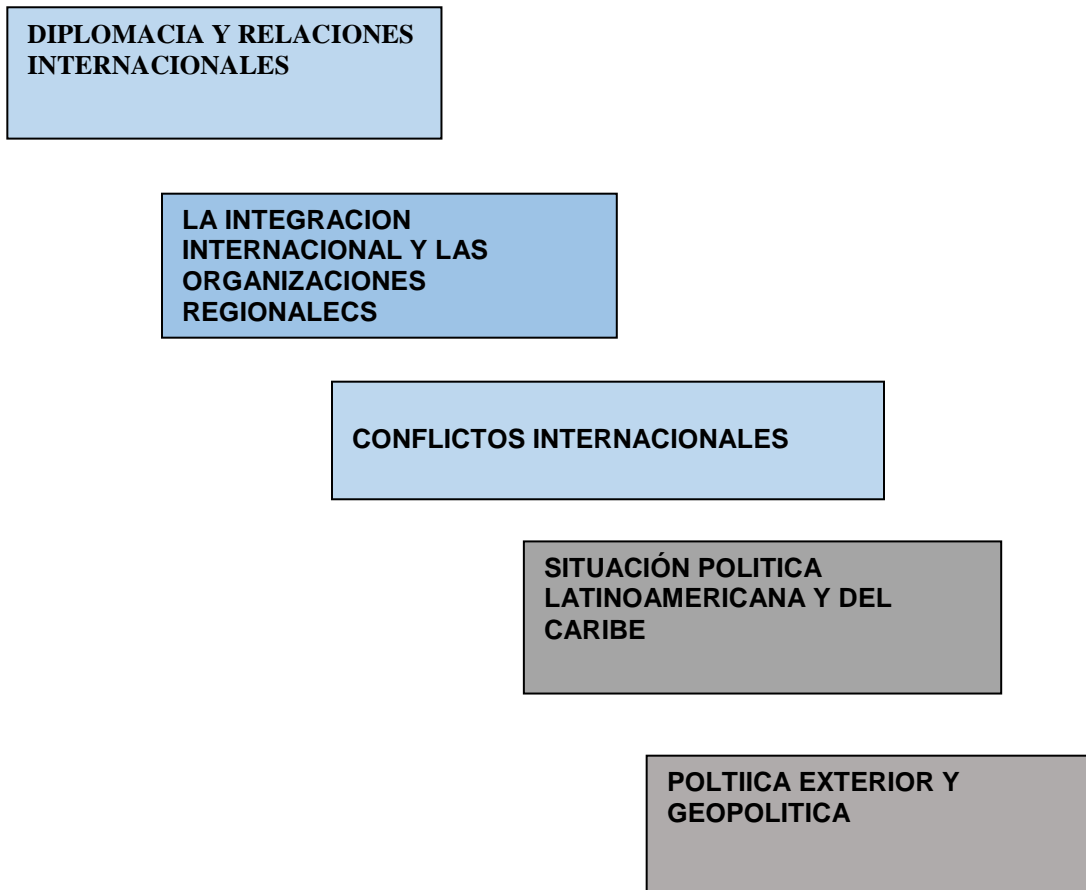 DIPLOMACIA Y RELACIONES
INTERNACIONALES
LA INTEGRACION
INTERNACIONAL Y LAS
ORGANIZACIONES
REGIONALECS
CONFLICTOS INTERNACIONALES
SITUACIÓN POLITICA
LATINOAMERICANA Y DEL
CARIBE
POLTIICA EXTERIOR Y
GEOPOLITICA